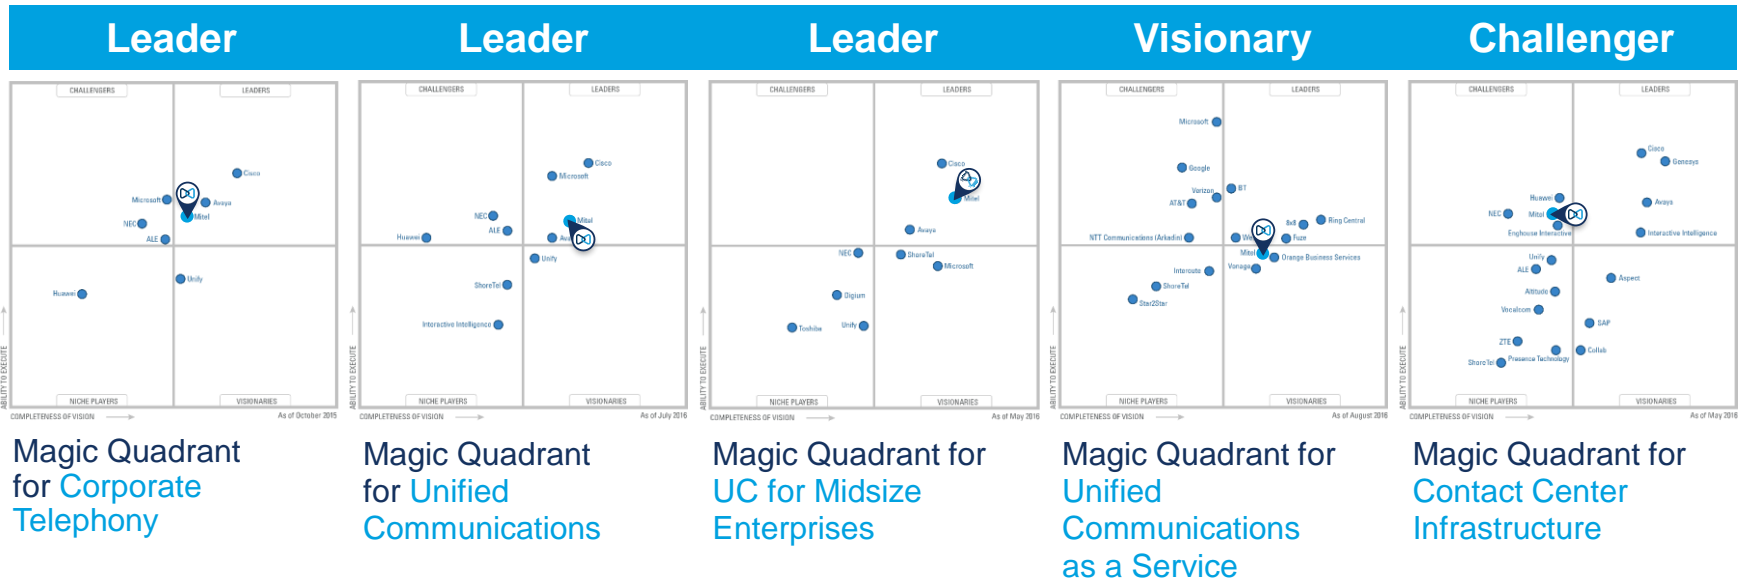 Leader
Leader
Leader
Visionary
Challenger
CHALLENGERS
LEADERS
Cisco
Microsoft
Avaya
Mitel
NEC
ALE
Unify
Huawei
ABILITY TO EXECUTE
NICHE PLAYERS
VISIONARIES
COMPLETENESS OF VISION
As of October 2015
CHALLENGERS
LEADERS
Cisco
Microsoft
NEC
Mitel
ALE
Huawei
Unify
ShoreTel
Interactive Intelligence
ABILITY TO EXECUTE
NICHE PLAYERS
VISIONARIES
COMPLETENESS OF VISION
As of July 2016
CHALLENGERS
LEADERS
Cisco
Mitel
Avaya
NEC
ShoreTel
Microsoft
Digium
Toshiba
Unify
ABILITY TO EXECUTE
NICHE PLAYERS
VISIONARIES
COMPLETENESS OF VISION
As of May 2016
CHALLENGERS
LEADERS
Microsoft
Google
Verizon
BT
AT&T
8x8
Ring Central
NTT Communications (Arkadin)
Fuze
Mitel
Orange Business Services
Vonage
Intercoute
ShoreTel
Star2Star
ABILITY TO EXECUTE
NICHE PLAYERS
VISIONARIES
COMPLETENESS OF VISION
As of August 2016
CHALLENGERS
LEADERS
Cisco
Genesys
Huawei
Avaya
NEC
Mitel
Enghouse Interactive
Interactive Intelligence
Unify
ALE
Aspect
Altitude
Vocalcom
SAP
ZTE
Presence Technology
Collab
ShoreTel
ABILITY TO EXECUTE
NICHE PLAYERS
VISIONARIES
COMPLETENESS OF VISION
As of May 2016
Magic Quadrant
for Corporate
Telephony
Magic Quadrant
for Unified
Communications
Magic Quadrant for
UC for Midsize
Enterprises
Magic Quadrant for
Unified
Communications
as a Service
Magic Quadrant for
Contact Center
Infrastructure